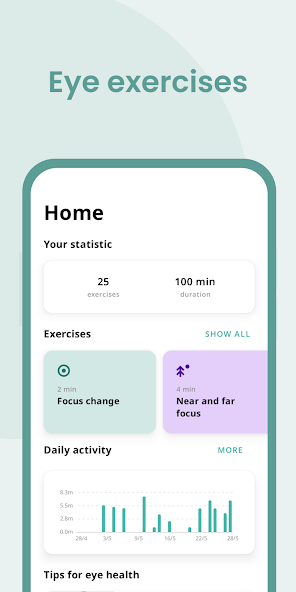 Eye exercises
Home
Your statistic
25 100 min
exercises duration
Exercises SHOW ALL
2 min 4 min
Focus change Near and far
focus
Daily activity MORE
8.3m
5.5m
2.8m
0.0m
28/4 3/5 9/5 16/5 22/5 28/5
Tips for eye health